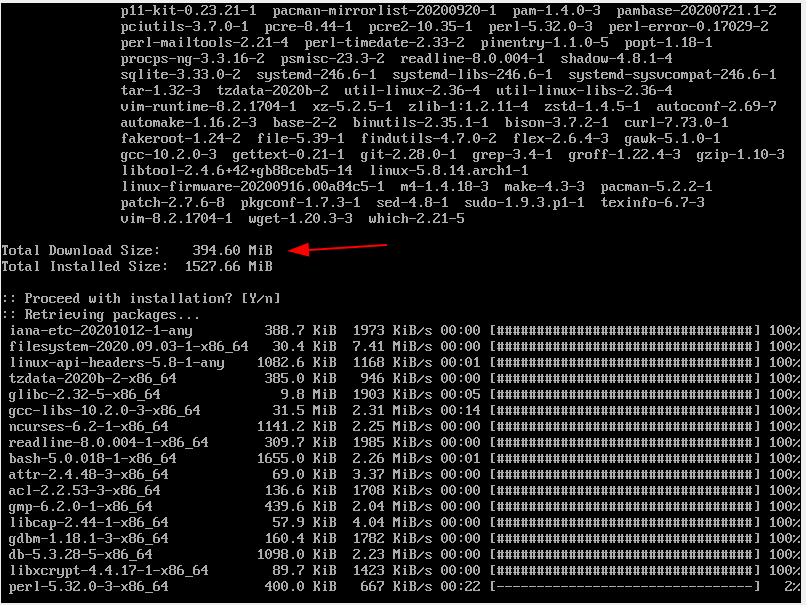 p11-kit-0.23.21-1  pacman-mirrorlist-20200920-1  pam-1.4.0-3  pambase-20200721.1-2
pciutils-3.7.0-1  pcre-8.44-1  pcre2-10.35-1  perl-5.32.0-3  perl-error-0.17029-2
perl-mailtools-2.21-4  perl-timedate-2.33-2  pinentry-1.1.0-5  popt-1.18-1
procps-ng-3.3.16-2  psmisc-23.3-2  readline-8.0.004-1  shadow-4.8.1-4
sqlite-3.33.0-2  systemd-246.6-1  systemd-libs-246.6-1  systemd-sysvcompat-246.6-1
tar-1.32-3  tzdata-2020b-2  util-linux-2.36-4  util-linux-libs-2.36-4
vim-runtime-8.2.1704-1  xz-5.2.5-1  zlib-1:1.2.11-4  zstd-1.4.5-1  autoconf-2.69-7
automake-1.16.2-3  base-2-2  binutils-2.35.1-1  bison-3.7.2-1  curl-7.73.0-1
fakeroot-1.24-2  file-5.39-1  findutils-4.7.0-2  flex-2.6.4-3  gawk-5.1.0-1
gcc-10.2.0-3  gettext-0.21-1  git-2.28.0-1  grep-3.4-1  groff-1.22.4-3  gzip-1.10-3
libtool-2.4.6+42+gb88cebd5-14  linux-5.8.14.arch1-1
linux-firmware-20200916.00a84c5-1  m4-1.4.18-3  make-4.3-3  pacman-5.2.2-1
patch-2.7.6-8  pkgconf-1.7.3-1  sed-4.8-1  sudo-1.9.3.p1-1  texinfo-6.7-3
vim-8.2.1704-1  wget-1.20.3-3  which-2.21-5
Total Download Size:    394.60 MiB
Total Installed Size:  1527.66 MiB
:: Proceed with installation? [Y/n]
:: Retrieving packages...
iana-etc-20201012-1-any         388.7 KiB  1973 KiB/s 00:00 [################################] 100%
filesystem-2020.09.03-1-x86_64   30.4 KiB  7.41 MiB/s 00:00 [################################] 100%
linux-api-headers-5.8-1-any    1082.6 KiB  1168 KiB/s 00:01 [################################] 100%
tzdata-2020b-2-x86_64           385.0 KiB   946 KiB/s 00:00 [################################] 100%
glibc-2.32-5-x86_64               9.8 MiB  1903 KiB/s 00:05 [################################] 100%
gcc-libs-10.2.0-3-x86_64         31.5 MiB  2.31 MiB/s 00:14 [################################] 100%
ncurses-6.2-1-x86_64           1141.2 KiB  2.25 MiB/s 00:00 [################################] 100%
readline-8.0.004-1-x86_64       309.7 KiB  1985 KiB/s 00:00 [################################] 100%
bash-5.0.018-1-x86_64          1655.0 KiB  2.26 MiB/s 00:01 [################################] 100%
attr-2.4.48-3-x86_64             69.0 KiB  3.37 MiB/s 00:00 [################################] 100%
acl-2.2.53-3-x86_64             136.6 KiB  1708 KiB/s 00:00 [################################] 100%
gmp-6.2.0-1-x86_64              439.6 KiB  2.04 MiB/s 00:00 [################################] 100%
libcap-2.44-1-x86_64             57.9 KiB  4.04 MiB/s 00:00 [################################] 100%
gdbm-1.18.1-3-x86_64            160.4 KiB  1782 KiB/s 00:00 [################################] 100%
db-5.3.28-5-x86_64             1098.0 KiB  2.23 MiB/s 00:00 [################################] 100%
libxcrypt-4.4.17-1-x86_64        89.7 KiB  1423 KiB/s 00:00 [################################] 100%
perl-5.32.0-3-x86_64            400.0 KiB   667 KiB/s 00:22 [--------------------------------]   2%